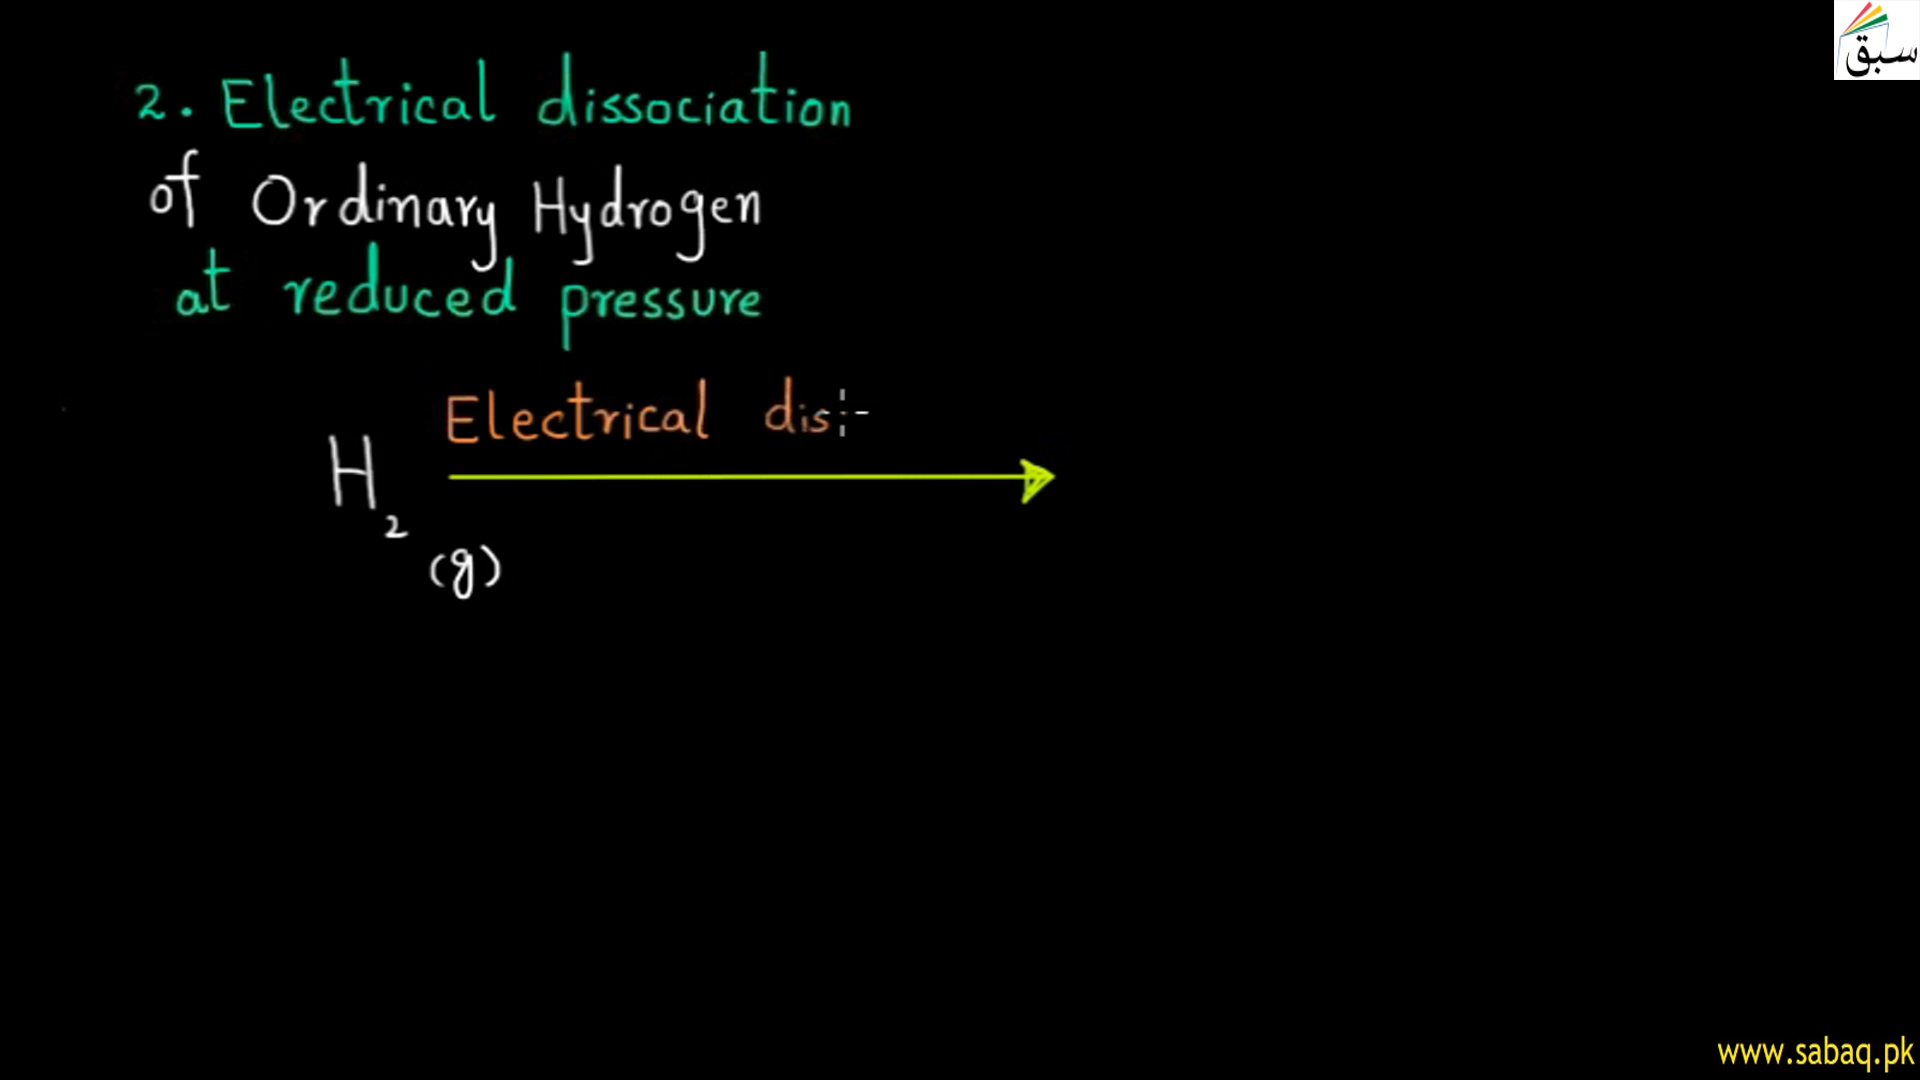 سبق
2. Electrical dissociation
of Ordinary Hydrogen
at reduced pressure
Electrical dis
H₂
(g)
www.sabaq.pk